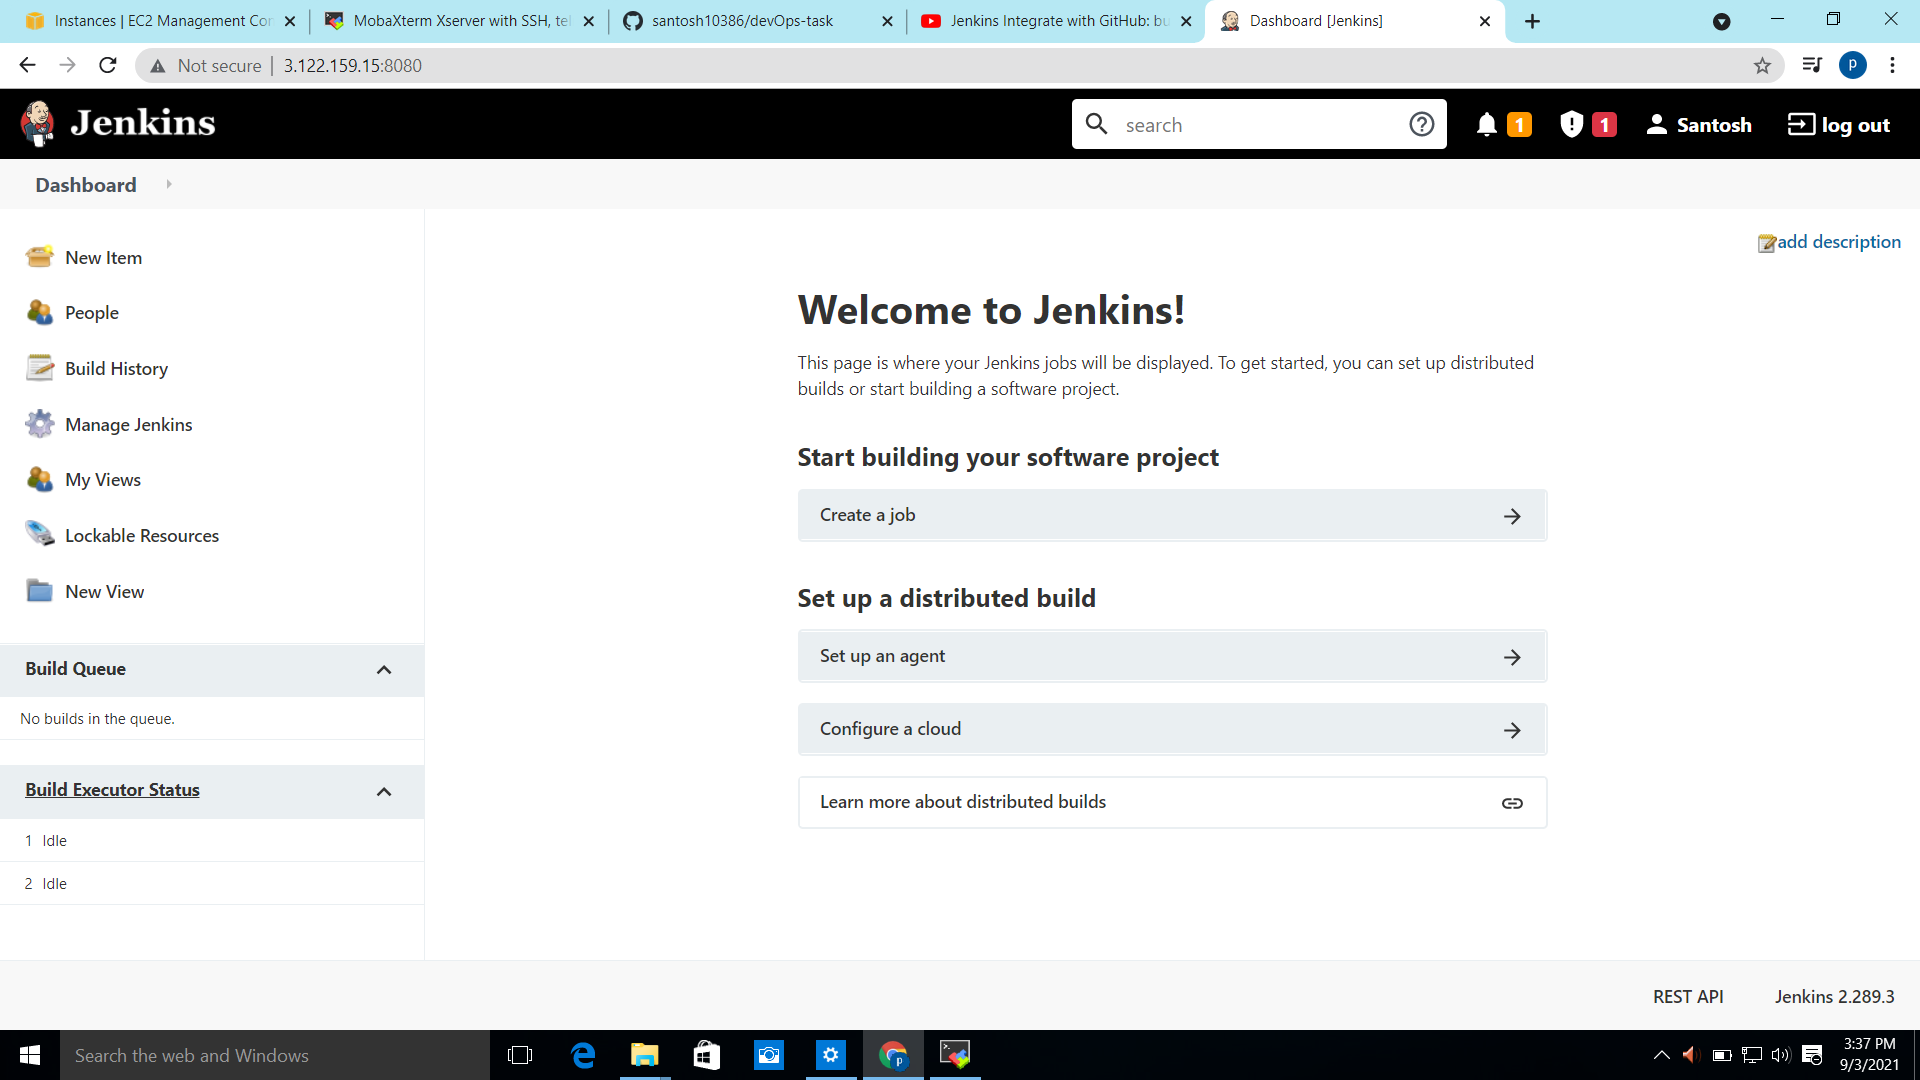 Instances | EC2 Management Con
MobaXterm Xserver with SSH, tel
santosh10386/devOps-task
Jenkins Integrate with GitHub: bu
Dashboard [Jenkins]
Not secure
3.122.159.15:8080
P
Jenkins
search
1
1
Santosh
log out
Dashboard
New Item
People
Build History
Manage Jenkins
My Views
Lockable Resources
New View
Build Queue
No builds in the queue.
Build Executor Status
1 Idle
2 Idle
add description
Welcome to Jenkins!
This page is where your Jenkins jobs will be displayed. To get started, you can set up distributed
builds or start building a software project.
Start building your software project
Create a job
Set up a distributed build
Set up an agent
Configure a cloud
Learn more about distributed builds
REST API
Jenkins 2.289.3
Search the web and Windows
P
3:37 PM
9/3/2021